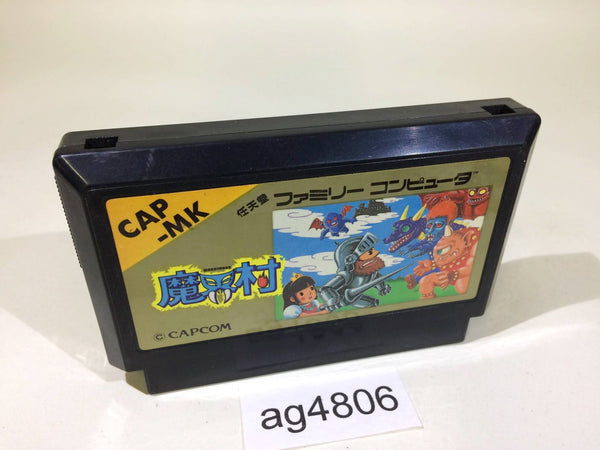 CAP
-MK
任天堂 ファミリー コンピュータ
魔界村
© CAPCOM
ag4806